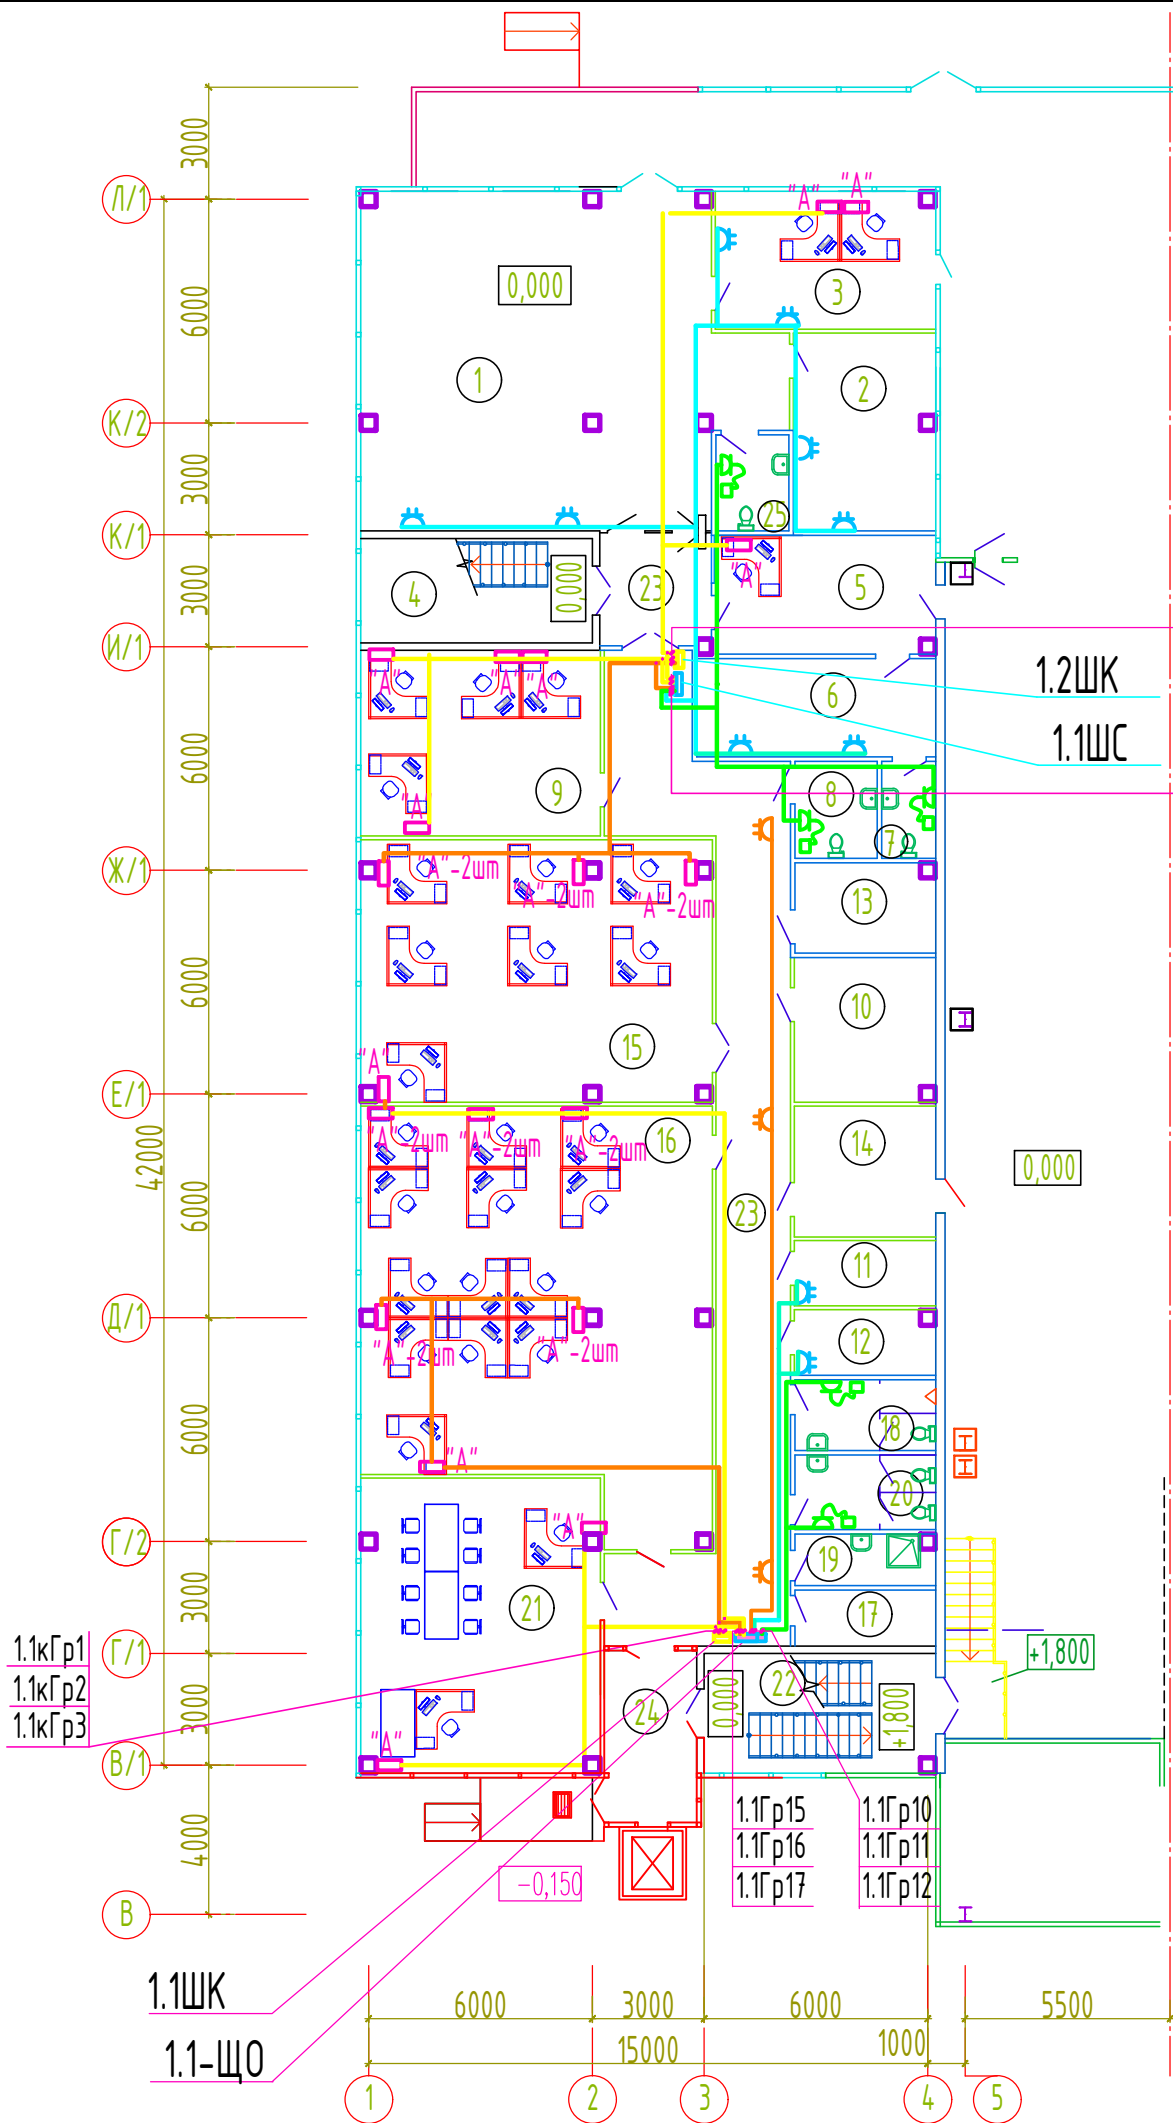 "А" "А"
3000
Л/1
0,000
3
6000
1
2
К/2
3000
25
К/1
4
0,000
23
"А"
5
3000
И/1
"А" "А" "А"
6
1.2ШК
1.1ШС
6000
9
8
"А"
7
Ж/1
"А"-2шт
"А"-2шт
"А"-2шт
13
6000
10
15
"А"
Е/1
42000
16
"А"-2шт
"А"-2шт
"А"-2шт
14
0,000
6000
23
11
Д/1
12
"А"-2шт
"А"-2шт
6000
18
"А"
20
"А"
Г/2
19
3000
21
17
1.1кГр1
1.1кГр2
1.1кГр3
Г/1
+1,800
3000
22
0,000
+1,800
24
"А"
В/1
4000
1.1Гр15
1.1Гр16
1.1Гр17
1.1Гр10
1.1Гр11
1.1Гр12
-0,150
В
1.1ШК
6000
3000
6000
5500
1.1-ЩО
15000
1000
1
2
3
4
5